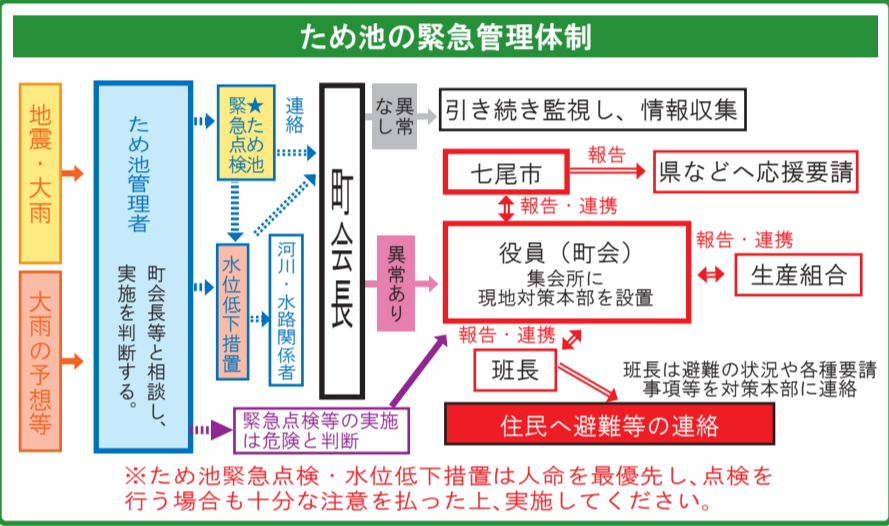 ため池の緊急管理体制
地震・大雨
大雨の予想等
ため池管理者
町会長等と相談し、
実施を判断する。
★ため池
緊急点検
連絡
水位低下措置
河川・水路関係者
緊急点検等の実施
は危険と判断
町会長
異常
なし
引き続き監視し、情報収集
異常あり
七尾市
報告
県などへ応援要請
報告・連携
役員（町会）
集会所に
現地対策本部を設置
報告・連携
生産組合
報告・連携
班長
班長は避難の状況や各種要請
事項等を対策本部に連絡
住民へ避難等の連絡
※ため池緊急点検・水位低下措置は人命を最優先し、点検を
行う場合も十分な注意を払った上、実施してください。